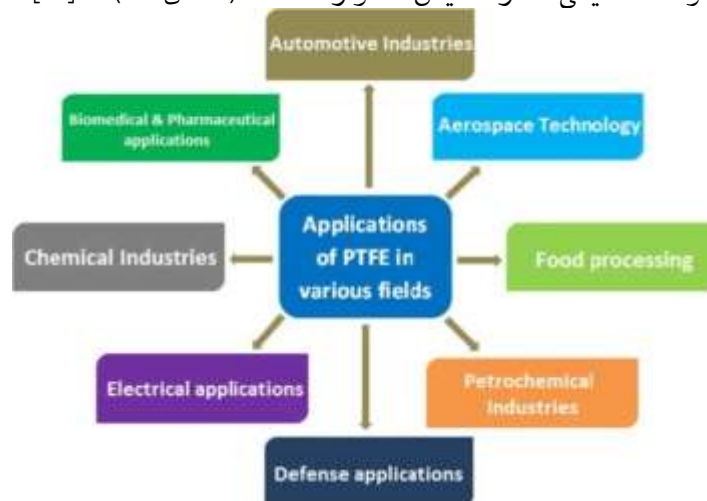 Automotive Industries
Biomedical & Pharmaceutical
applications
Aerospace Technology
Applications
of PTFE in
various fields
Chemical Industries
Food processing
Electrical applications
Petrochemical
Industries
Defense applications